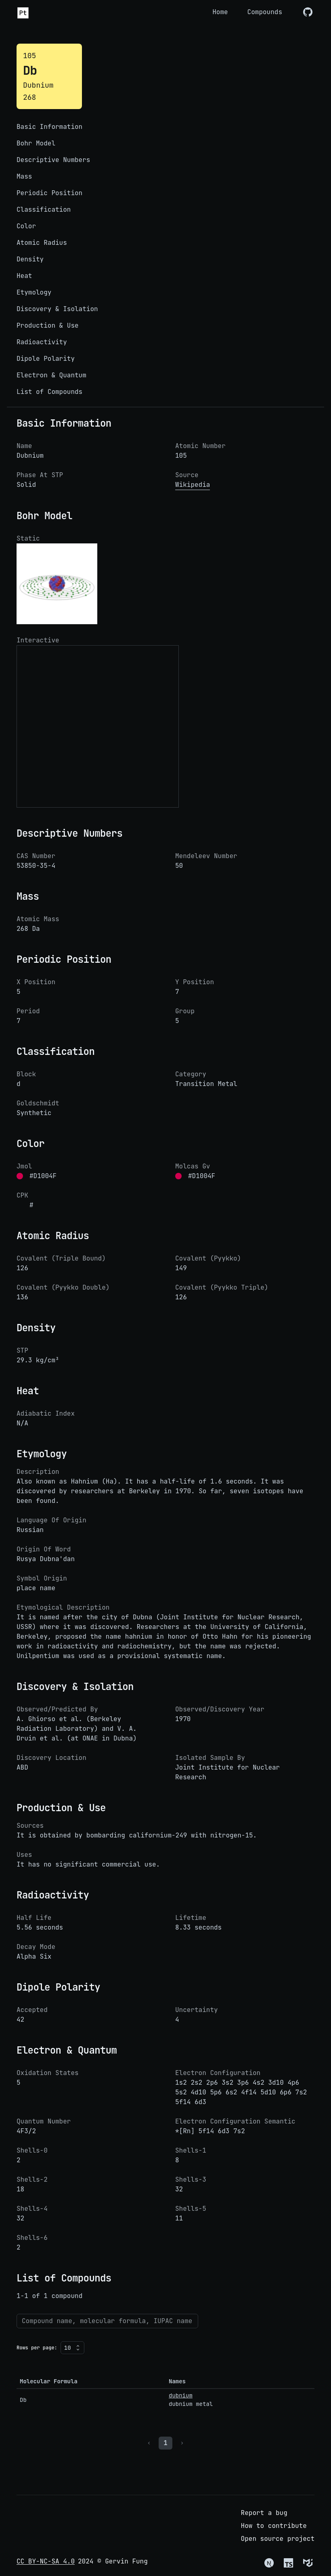 Pt
Home
Compounds
105
Db
Dubnium
268
Basic Information
Bohr Model
Descriptive Numbers
Mass
Periodic Position
Classification
Color
Atomic Radius
Density
Heat
Etymology
Discovery & Isolation
Production & Use
Radioactivity
Dipole Polarity
Electron & Quantum
List of Compounds
Basic Information
Name
Dubnium
Atomic Number
105
Phase At STP
Solid
Source
Wikipedia
Bohr Model
Static
Interactive
Descriptive Numbers
CAS Number
53850-35-4
Mendeleev Number
50
Mass
Atomic Mass
268 Da
Periodic Position
X Position
5
Y Position
7
Period
7
Group
5
Classification
Block
d
Category
Transition Metal
Goldschmidt
Synthetic
Color
Jmol
#D1004F
Molcas Gv
#D1004F
CPK
#
Atomic Radius
Covalent (Triple Bound)
126
Covalent (Pyykko)
149
Covalent (Pyykko Double)
136
Covalent (Pyykko Triple)
126
Density
STP
29.3 kg/cm³
Heat
Adiabatic Index
N/A
Etymology
Description
Also known as Hahnium (Ha). It has a half-life of 1.6 seconds. It was
discovered by researchers at Berkeley in 1970. So far, seven isotopes have
been found.
Language Of Origin
Russian
Origin Of Word
Rusya Dubna'dan
Symbol Origin
place name
Etymological Description
It is named after the city of Dubna (Joint Institute for Nuclear Research,
USSR) where it was discovered. Researchers at the University of California,
Berkeley, proposed the name hahnium in honor of Otto Hahn for his pioneering
work in radioactivity and radiochemistry, but the name was rejected.
Unilpentium was used as a provisional systematic name.
Discovery & Isolation
Observed/Predicted By
A. Ghiorso et al. (Berkeley
Radiation Laboratory) and V. A.
Druin et al. (at ONAE in Dubna)
Observed/Discovery Year
1970
Discovery Location
ABD
Isolated Sample By
Joint Institute for Nuclear
Research
Production & Use
Sources
It is obtained by bombarding californium-249 with nitrogen-15.
Uses
It has no significant commercial use.
Radioactivity
Half Life
5.56 seconds
Lifetime
8.33 seconds
Decay Mode
Alpha Six
Dipole Polarity
Accepted
42
Uncertainty
4
Electron & Quantum
Oxidation States
5
Electron Configuration
1s2 2s2 2p6 3s2 3p6 4s2 3d10 4p6
5s2 4d10 5p6 6s2 4f14 5d10 6p6 7s2
5f14 6d3
Quantum Number
4F3/2
Electron Configuration Semantic
*[Rn] 5f14 6d3 7s2
Shells-0
2
Shells-1
8
Shells-2
18
Shells-3
32
Shells-4
32
Shells-5
11
Shells-6
2
List of Compounds
1-1 of 1 compound
Compound name, molecular formula, IUPAC name
Rows per page: 10
Molecular Formula
Names
Db
dubnium
dubnium metal
‹ 1 ›
Report a bug
How to contribute
Open source project
CC BY-NC-SA 4.0 2024 © Gervin Fung
N
TS